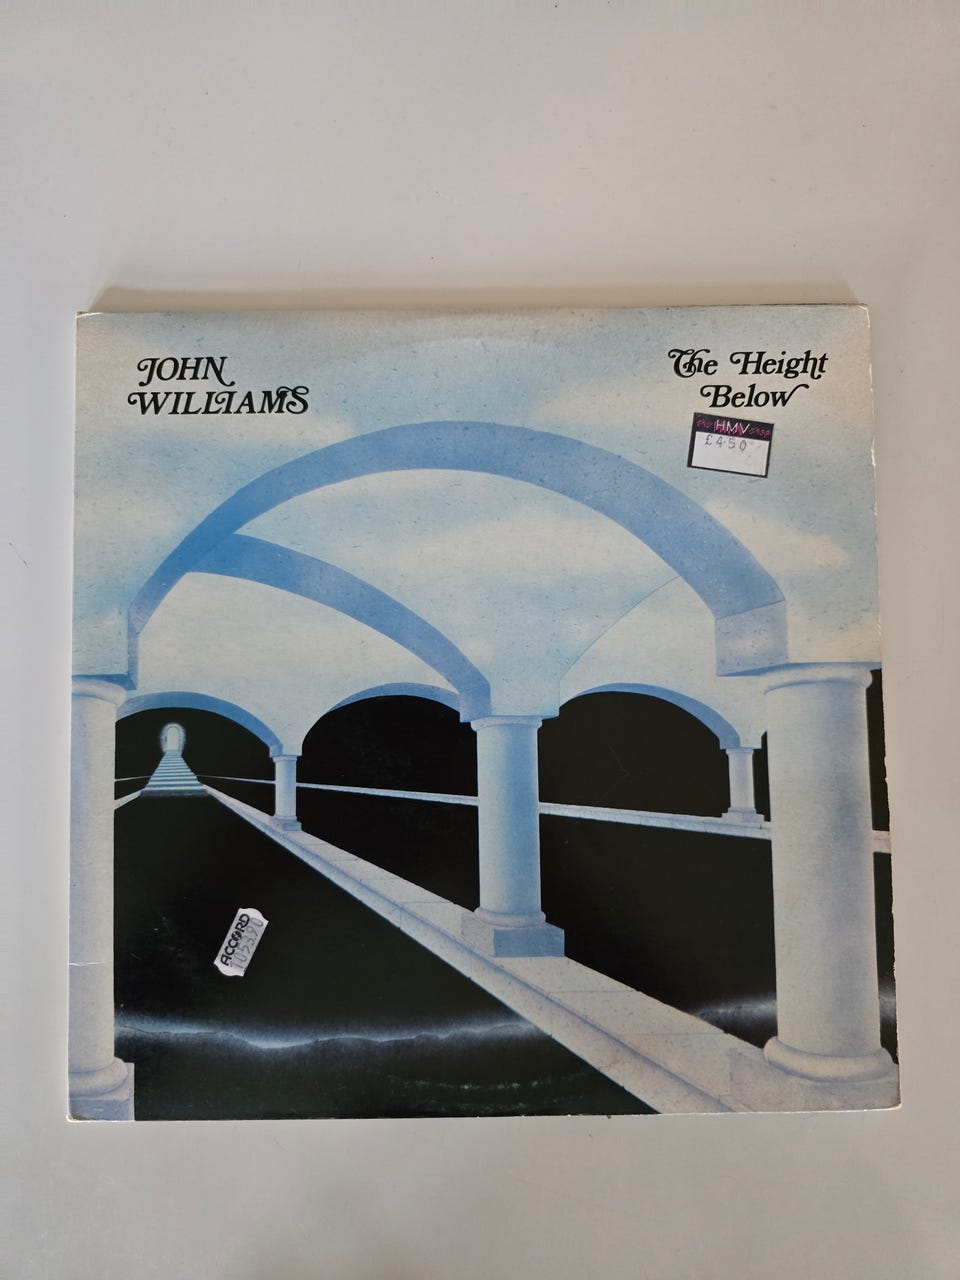 JOHN
WILLIAMS
The Height
Below
HMV
£4.50
ACCORD